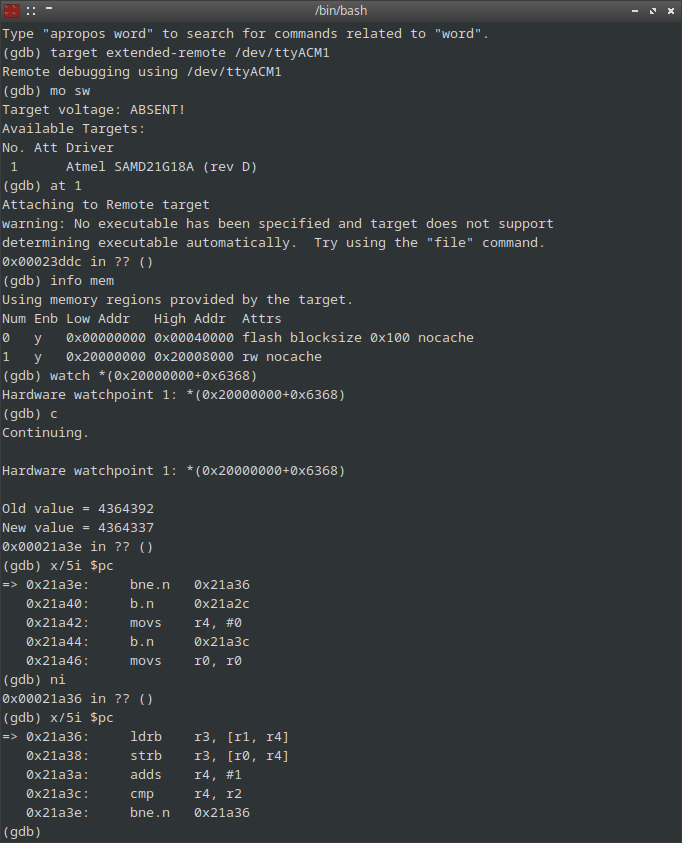 /bin/bash
Type "apropos word" to search for commands related to "word".
(gdb) target extended-remote /dev/ttyACM1
Remote debugging using /dev/ttyACM1
(gdb) mo sw
Target voltage: ABSENT!
Available Targets:
No. Att Driver
 1      Atmel SAMD21G18A (rev D)
(gdb) at 1
Attaching to Remote target
warning: No executable has been specified and target does not support
determining executable automatically.  Try using the "file" command.
0x00023ddc in ?? ()
(gdb) info mem
Using memory regions provided by the target.
Num Enb Low Addr   High Addr  Attrs
0   y   0x00000000 0x00040000 flash blocksize 0x100 nocache
1   y   0x20000000 0x20008000 rw nocache
(gdb) watch *(0x20000000+0x6368)
Hardware watchpoint 1: *(0x20000000+0x6368)
(gdb) c
Continuing.

Hardware watchpoint 1: *(0x20000000+0x6368)

Old value = 4364392
New value = 4364337
0x00021a3e in ?? ()
(gdb) x/5i $pc
=> 0x21a3e:     bne.n   0x21a36
   0x21a40:     b.n     0x21a2c
   0x21a42:     movs    r4, #0
   0x21a44:     b.n     0x21a3c
   0x21a46:     movs    r0, r0
(gdb) ni
0x00021a36 in ?? ()
(gdb) x/5i $pc
=> 0x21a36:     ldrb    r3, [r1, r4]
   0x21a38:     strb    r3, [r0, r4]
   0x21a3a:     adds    r4, #1
   0x21a3c:     cmp     r4, r2
   0x21a3e:     bne.n   0x21a36
(gdb)